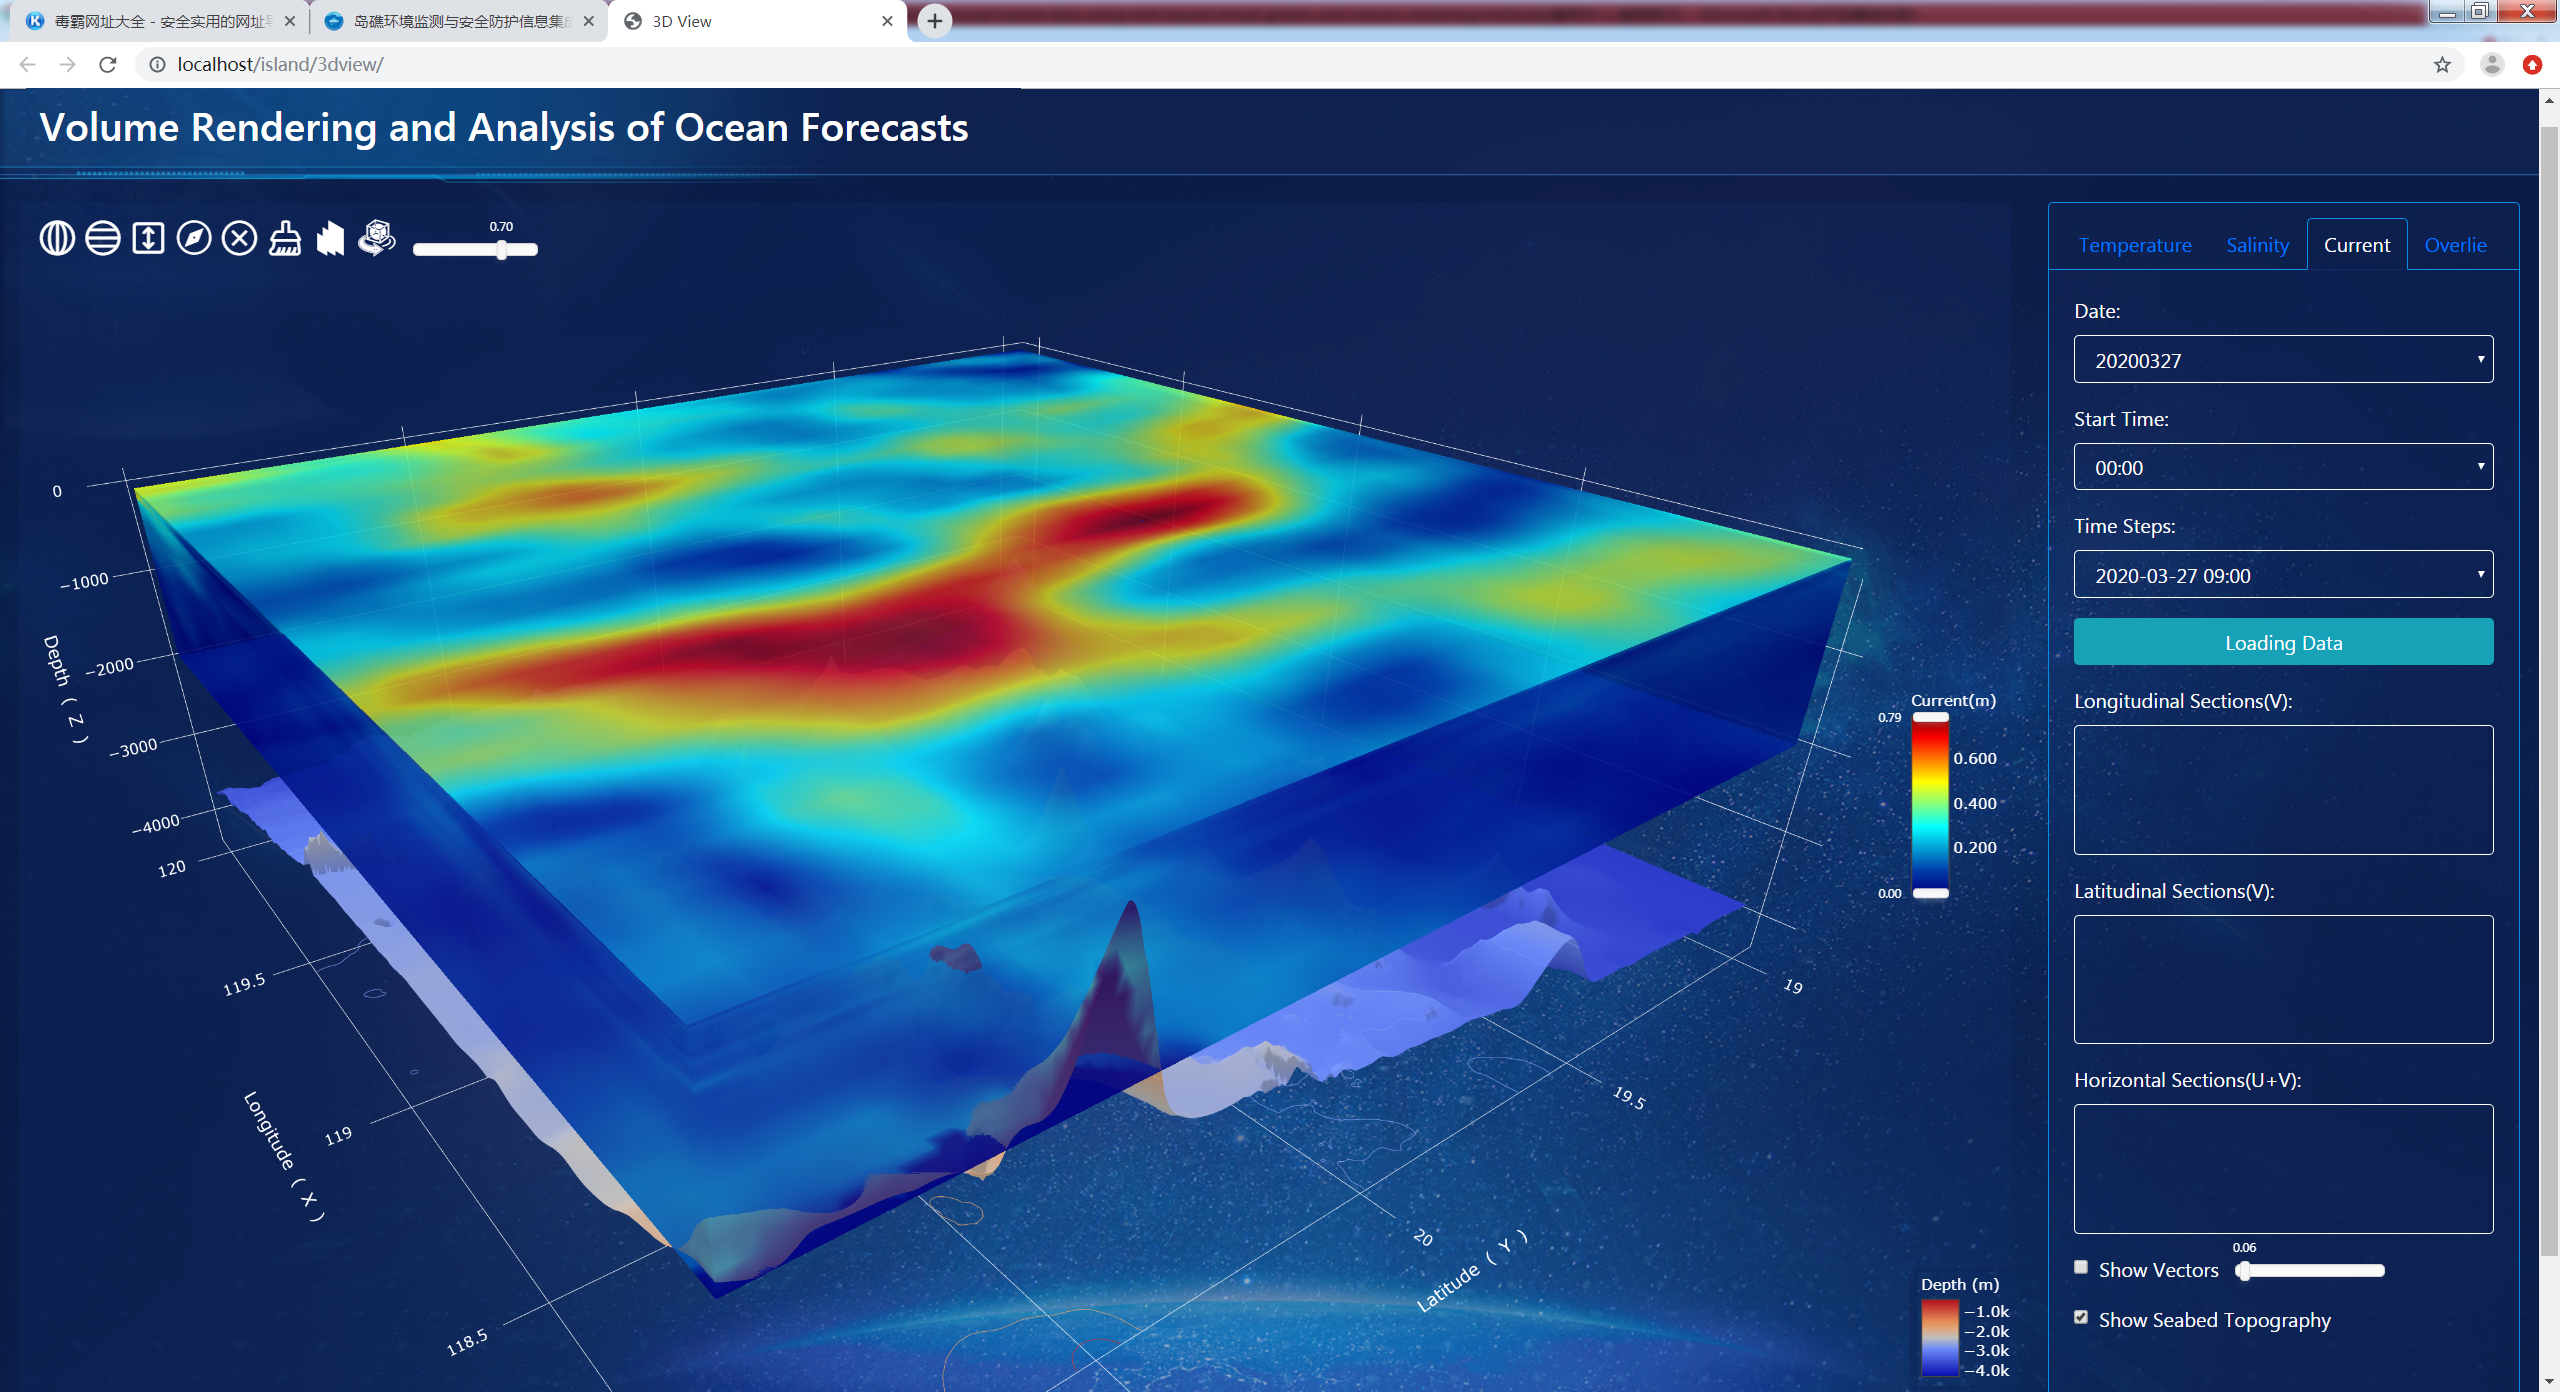 毒霸网址大全 - 安全实用的网址
岛礁环境监测与安全防护信息集成
3D View
localhost/island/3dview/
Volume Rendering and Analysis of Ocean Forecasts
0.70
Temperature
Salinity
Current
Overlie
Date:
20200327
Start Time:
00:00
Time Steps:
2020-03-27 09:00
Loading Data
Longitudinal Sections(V):
Latitudinal Sections(V):
Horizontal Sections(U+V):
0.06
Show Vectors
Show Seabed Topography
0
−1000
−2000
−3000
−4000
Depth ( Z )
120
119.5
119
118.5
Longitude ( X )
19
19.5
20
Latitude ( Y )
Current(m)
0.79
0.600
0.400
0.200
0.00
Depth (m)
−1.0k
−2.0k
−3.0k
−4.0k